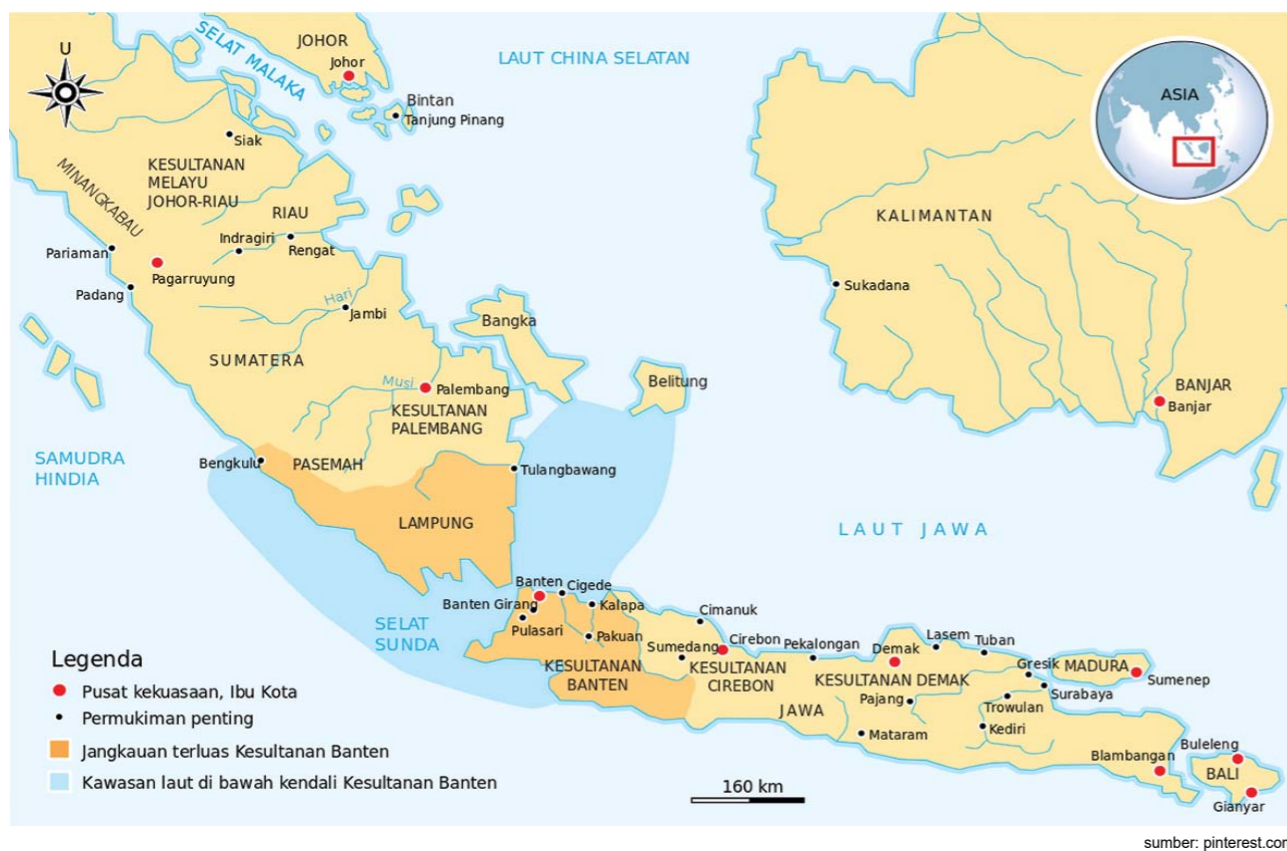 U
SELAT MALAKA
JOHOR
Johor
LAUT CHINA SELATAN
Bintan
Tanjung Pinang
ASIA
Siak
KESULTANAN
MELAYU
JOHOR-RIAU
MINANGKABAU
RIAU
Indragiri
Rengat
Pariaman
Pagarruyung
Padang
Hari
Jambi
KALIMANTAN
Sukadana
Bangka
SUMATERA
Musi
Palembang
KESULTANAN
PALEMBANG
Belitung
BANJAR
Banjar
SAMUDRA
HINDIA
Bengkulu
PASEMAH
Tulangbawang
LAMPUNG
LAUT JAWA
Banten
Cigede
Banten Girang
Kalapa
Pulasari
Pakuan
SELAT
SUNDA
KESULTANAN
BANTEN
Cimanuk
Sumedang
Cirebon
KESULTANAN
CIREBON
Pekalongan
Demak
Lasem
Tuban
KESULTANAN DEMAK
Gresik
MADURA
Sumenep
Surabaya
Pajang
Trowulan
JAWA
Mataram
Kediri
Blambangan
Buleleng
BALI
Gianyar
Legenda
Pusat kekuasaan, Ibu Kota
Permukiman penting
Jangkauan terluas Kesultanan Banten
Kawasan laut di bawah kendali Kesultanan Banten
160 km
sumber: pinterest.com